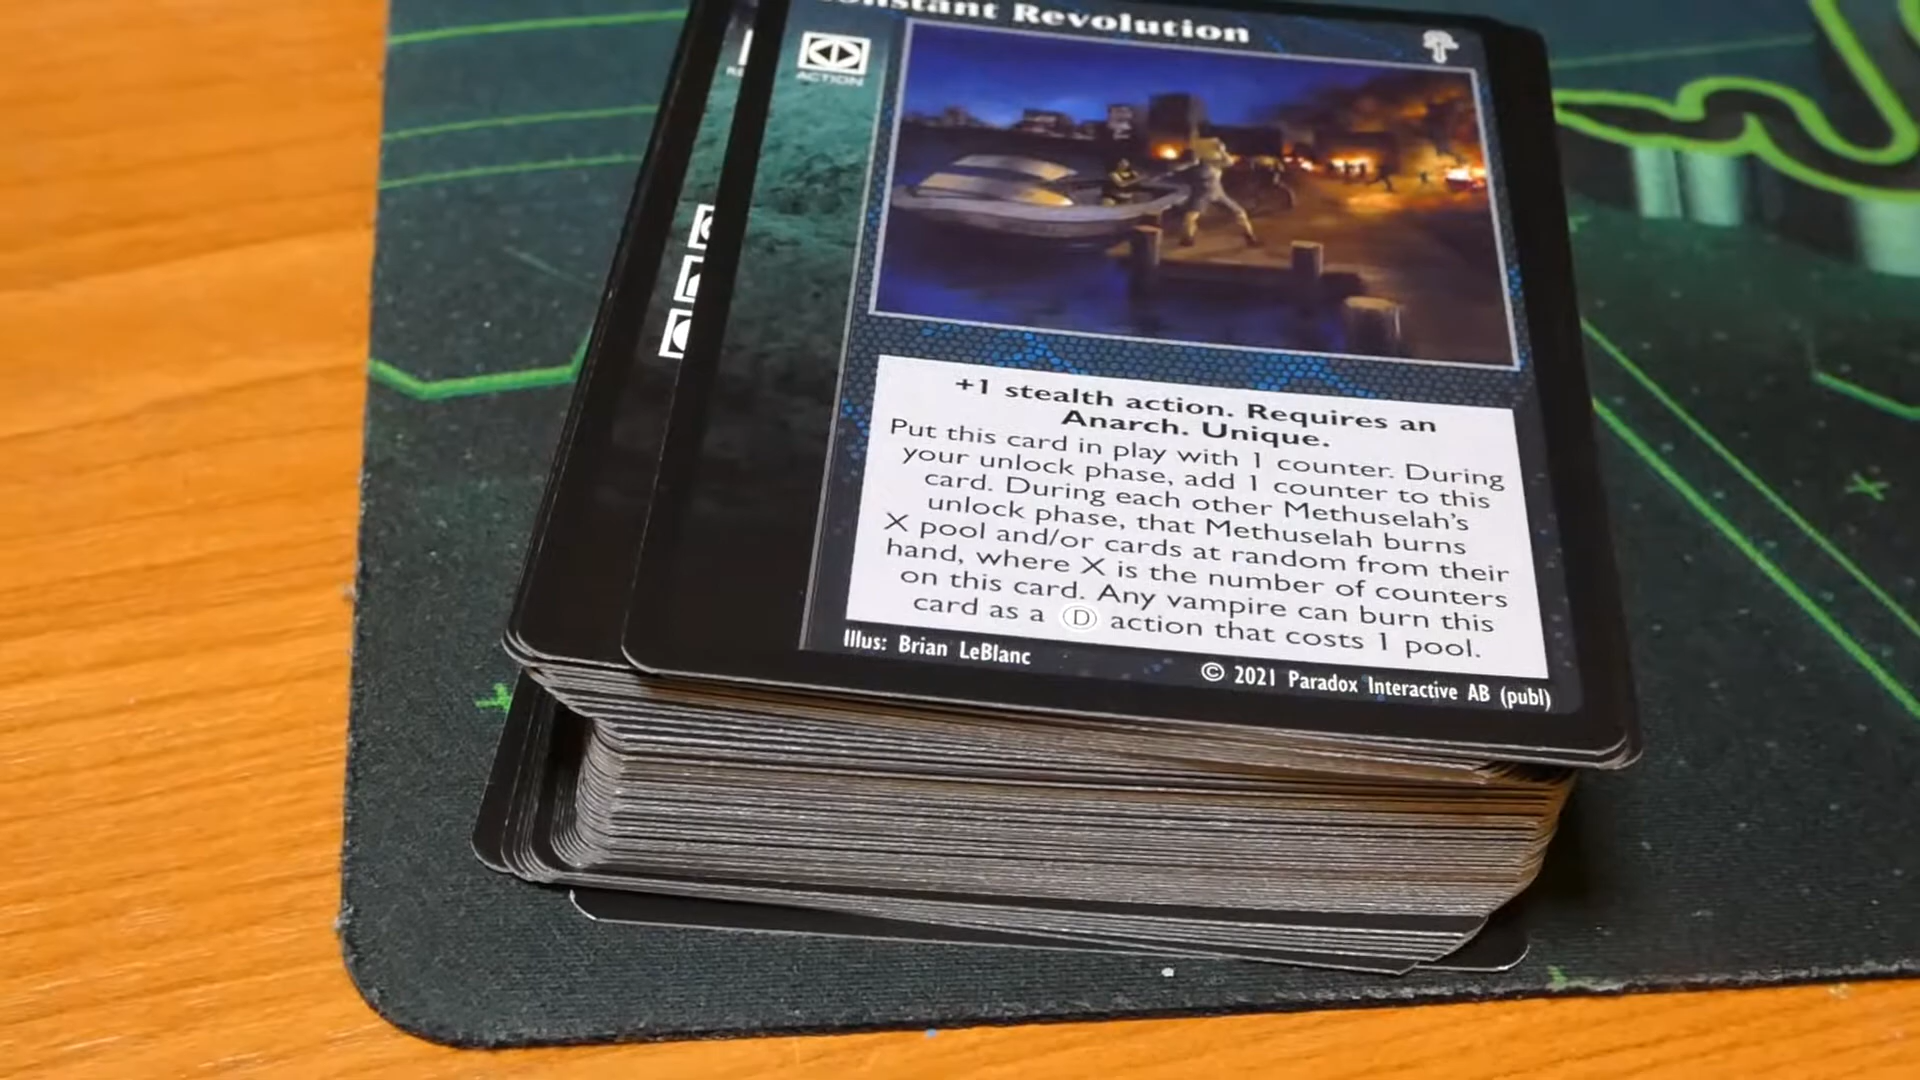 Constant Revolution
ACTION
+1 stealth action. Requires an
Anarch. Unique.
Put this card in play with 1 counter. During
your unlock phase, add 1 counter to this
card. During each other Methuselah's
unlock phase, that Methuselah burns
X pool and/or cards at random from their
hand, where X is the number of counters
on this card. Any vampire can burn this
card as a Ⓓ action that costs 1 pool.
Illus: Brian LeBlanc
© 2021 Paradox Interactive AB (publ)